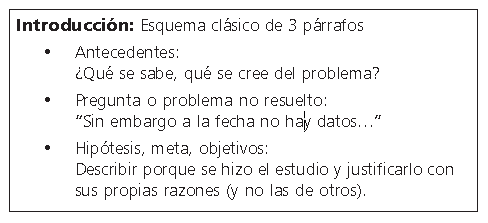 Introducción: Esquema clásico de 3 párrafos
• Antecedentes:
¿Qué se sabe, qué se cree del problema?
• Pregunta o problema no resuelto:
“Sin embargo a la fecha no hay datos...”
• Hipótesis, meta, objetivos:
Describir porque se hizo el estudio y justificarlo con
sus propias razones (y no las de otros).